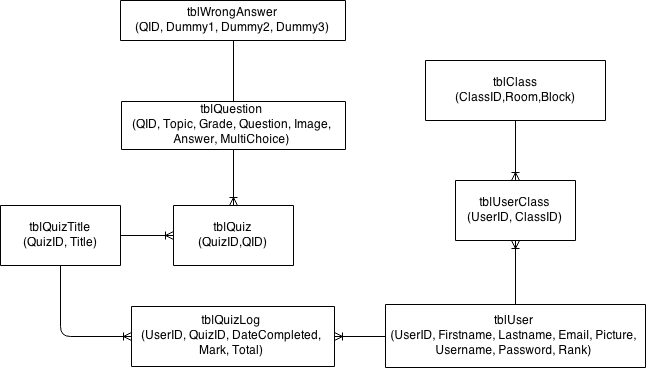 tblWrongAnswer
(QID, Dummy1, Dummy2, Dummy3)
tblQuestion
(QID, Topic, Grade, Question, Image,
Answer, MultiChoice)
tblClass
(ClassID,Room,Block)
tblUserClass
(UserID, ClassID)
tblQuizTitle
(QuizID, Title)
tblQuiz
(QuizID,QID)
tblQuizLog
(UserID, QuizID, DateCompleted,
Mark, Total)
tblUser
(UserID, Firstname, Lastname, Email, Picture,
Username, Password, Rank)